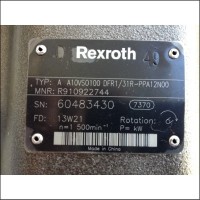 Rexroth
TYP: A A10VSO100 DFR1/31R-PPA12N00
MNR: R910922744
SN: 60483430 7370
FD: 13W21 Rotation:
n= 1 500min⁻¹ P= kW
Made in China